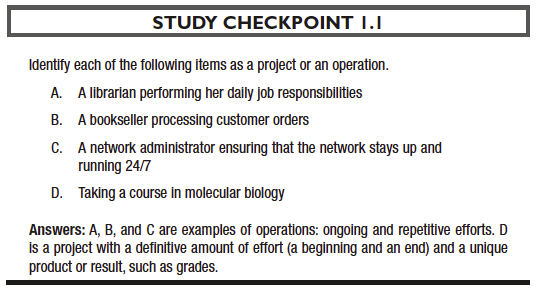 STUDY CHECKPOINT 1.1
Identify each of the following items as a project or an operation.
A. A librarian performing her daily job responsibilities
B. A bookseller processing customer orders
C. A network administrator ensuring that the network stays up and
running 24/7
D. Taking a course in molecular biology
Answers: A, B, and C are examples of operations: ongoing and repetitive efforts. D
is a project with a definitive amount of effort (a beginning and an end) and a unique
product or result, such as grades.